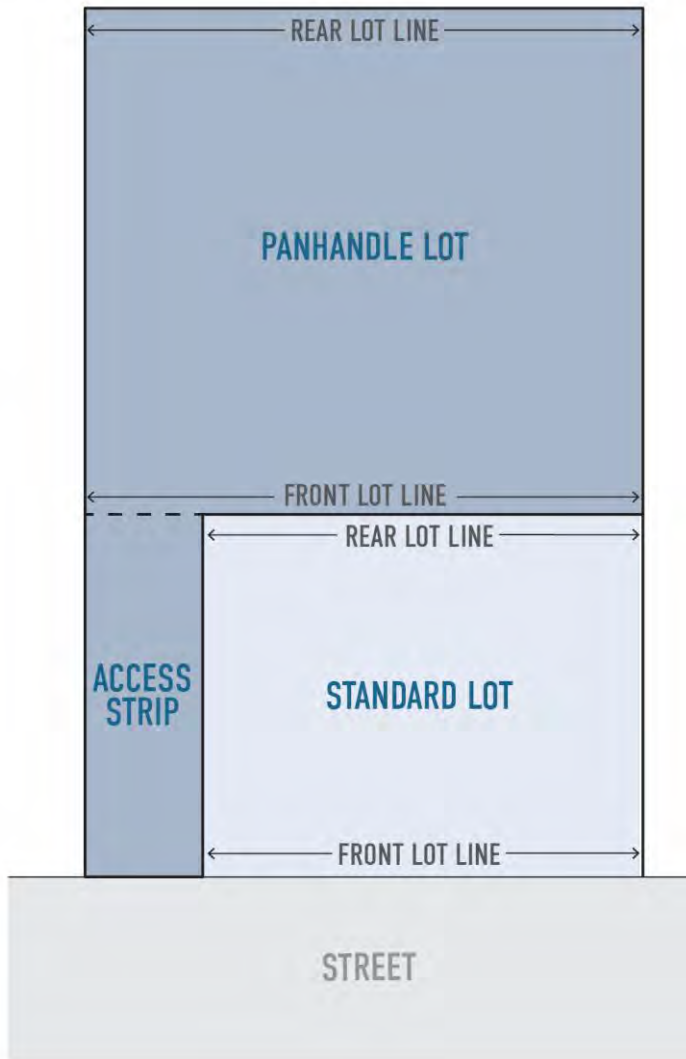 REAR LOT LINE
PANHANDLE LOT
FRONT LOT LINE
REAR LOT LINE
ACCESS
STRIP
STANDARD LOT
FRONT LOT LINE
STREET